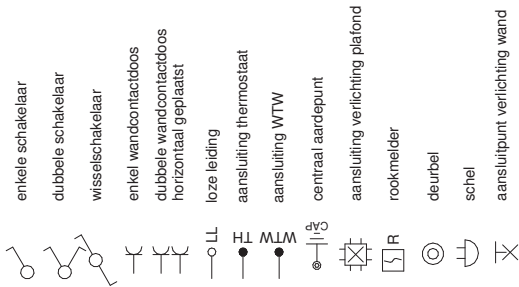 enkele schakelaar
dubbele schakelaar
wisselschakelaar
enkel wandcontactdoos
dubbele wandcontactdoos
horizontaal geplaatst
loze leiding
LL
aansluiting thermostaat
TH
aansluiting WTW
WTW
centraal aardepunt
CAP
aansluiting verlichting plafond
rookmelder
R
deurbel
schel
aansluitpunt verlichting wand